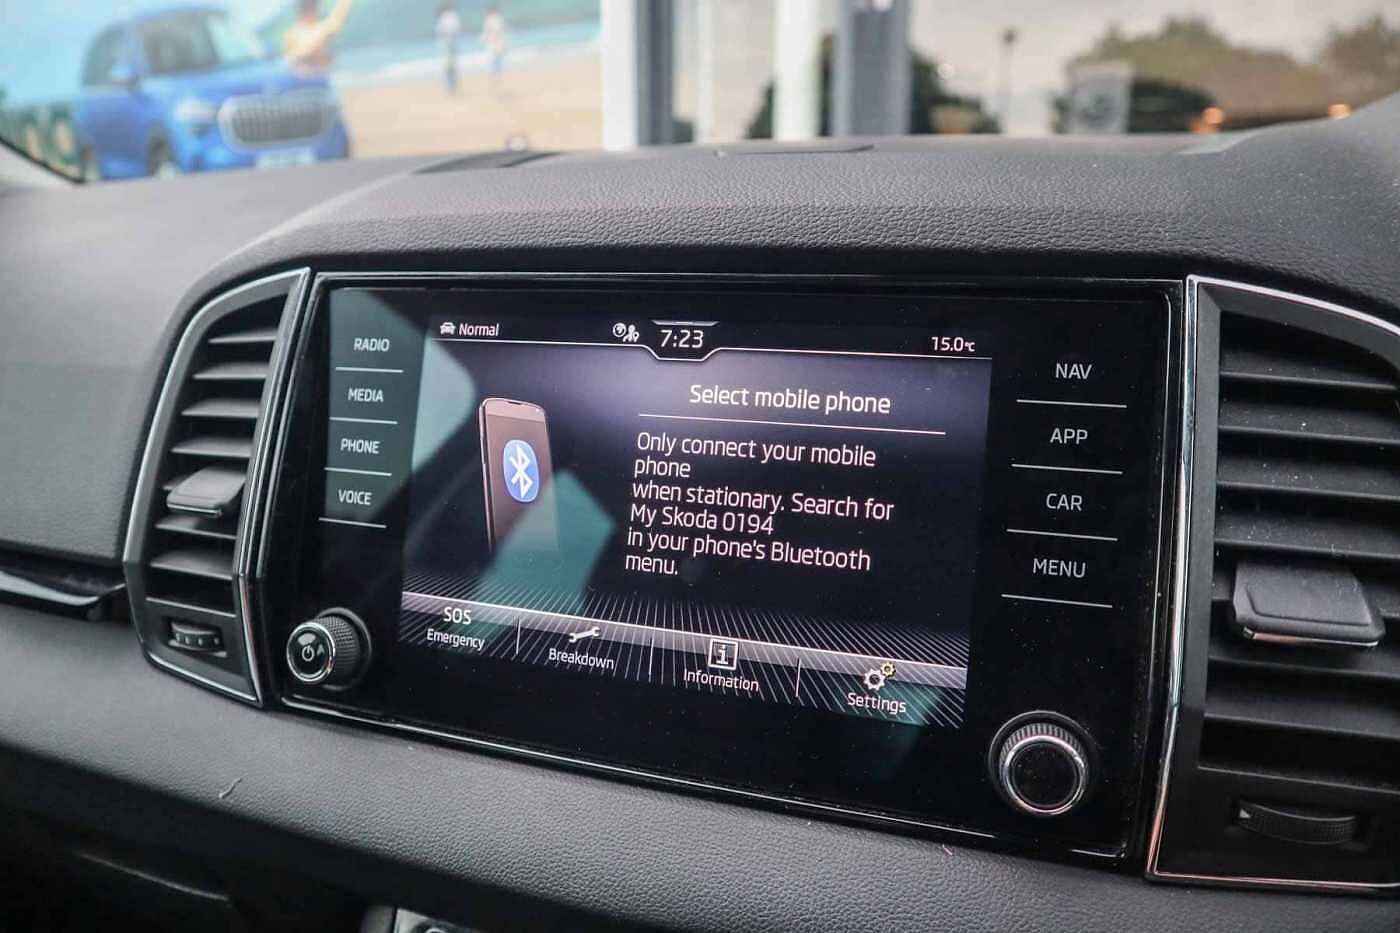 Normal
7:23
15.0°C
RADIO
MEDIA
PHONE
VOICE
Select mobile phone
Only connect your mobile
phone
when stationary. Search for
My Skoda 0194
in your phone's Bluetooth
menu.
SOS
Emergency
Breakdown
i
Information
Settings
NAV
APP
CAR
MENU